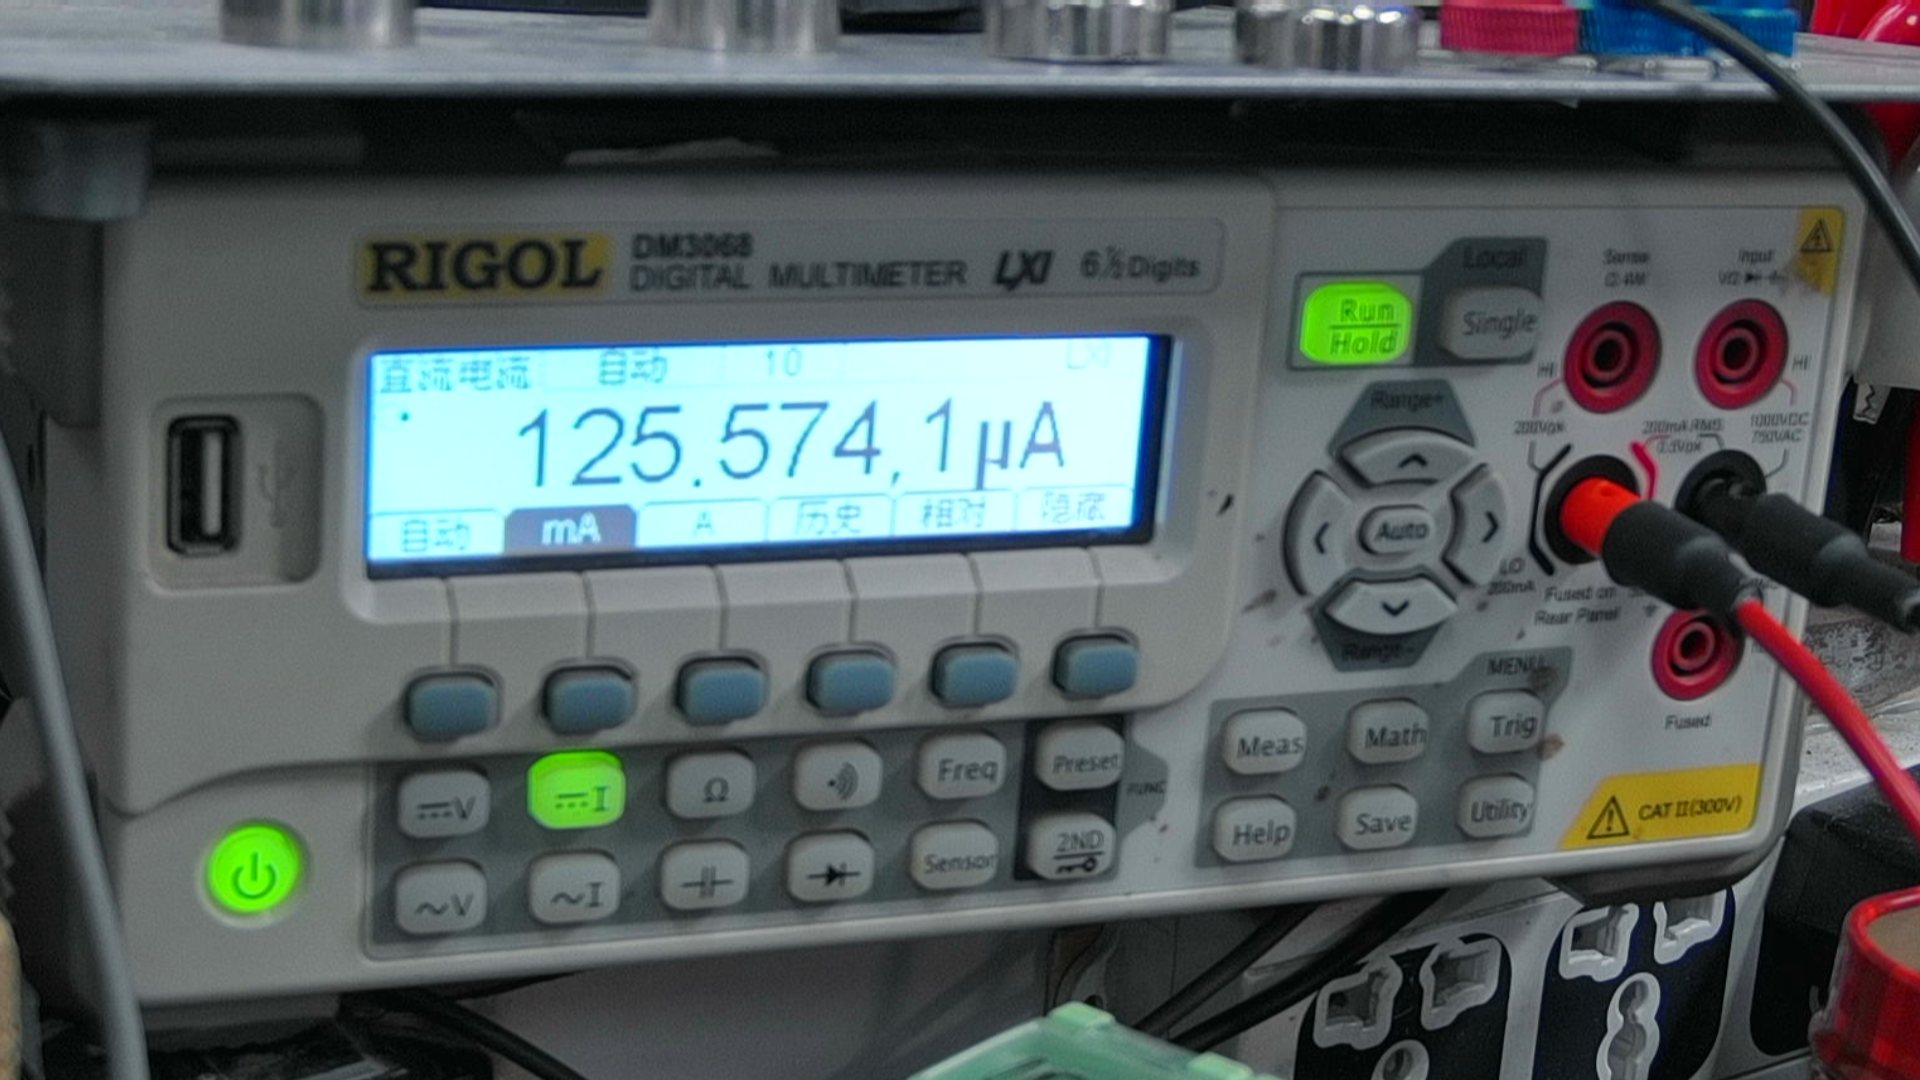 RIGOL DM3068
DIGITAL MULTIMETER LXI 6½ Digits
直流电流 自动 10 LXI
125.574,1μA
自动 mA A 历史 相对 隐藏
Run
Hold
Local
Single
Range+
Auto
Range-
Sense
Input
HI
HI
200Vpk
200mA RMS
1000VDC
750VAC
LO
200mA
Fused on
Rear Panel
Fused
CAT II(300V)
MENU
Meas Math Trig
Help Save Utility
⎓V ⎓I Ω Freq Preset
FUNC
~V ~I Sensor 2ND